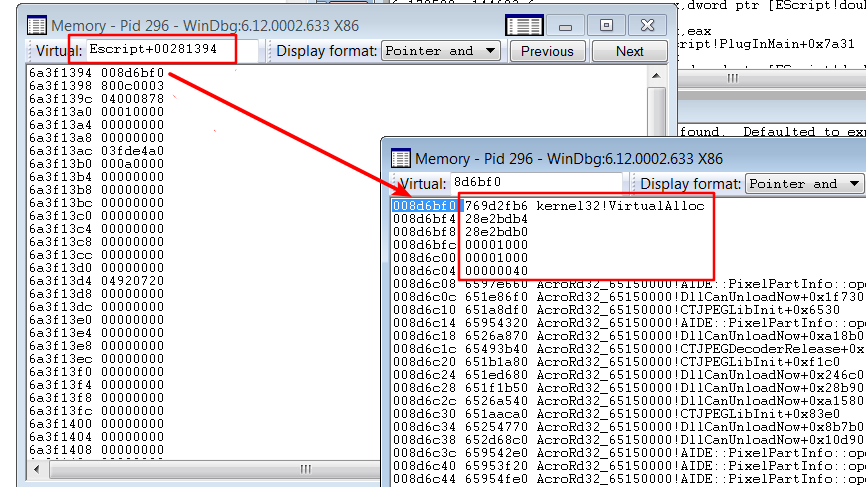 5,dword ptr [EScript!dou
,eax
ript!PlugInMain+0x7a31
Memory - Pid 296 - WinDbg:6.12.0002.633 X86
Virtual: Escript+00281394 Display format: Pointer and Previous Next
6a3f1394 008d6bf0
6a3f1398 800c0003
6a3f139c 04000878
6a3f13a0 00010000
6a3f13a4 00000000
6a3f13a8 00000000
6a3f13ac 03fde4a0
6a3f13b0 000a0000
6a3f13b4 00000000
6a3f13b8 00000000
6a3f13bc 00000000
6a3f13c0 00000000
6a3f13c4 00000000
6a3f13c8 00000000
6a3f13cc 00000000
6a3f13d0 00000000
6a3f13d4 04920720
6a3f13d8 00000000
6a3f13dc 00000000
6a3f13e0 00000000
6a3f13e4 00000000
6a3f13e8 00000000
6a3f13ec 00000000
6a3f13f0 00000000
6a3f13f4 00000000
6a3f13f8 00000000
6a3f13fc 00000000
6a3f1400 00000000
6a3f1404 00000000
6a3f1408 00000000
found. Defaulted to exp
Memory - Pid 296 - WinDbg:6.12.0002.633 X86
Virtual: 8d6bf0 Display format: Pointer and
008d6bf0 769d2fb6 kernel32!VirtualAlloc
008d6bf4 28e2bdb4
008d6bf8 28e2bdb0
008d6bfc 00001000
008d6c00 00001000
008d6c04 00000040
008d6c08 6597e660 AcroRd32_65150000!AIDE::PixelPartInfo::ope
008d6c0c 651e86f0 AcroRd32_65150000!DllCanUnloadNow+0x1f730
008d6c10 651a8df0 AcroRd32_65150000!CTJPEGLibInit+0x6530
008d6c14 65954320 AcroRd32_65150000!AIDE::PixelPartInfo::ope
008d6c18 6526a870 AcroRd32_65150000!DllCanUnloadNow+0xa18b0
008d6c1c 65493b40 AcroRd32_65150000!CTJPEGDecoderRelease+0x
008d6c20 651b1a80 AcroRd32_65150000!CTJPEGLibInit+0xf1c0
008d6c24 651ed680 AcroRd32_65150000!DllCanUnloadNow+0x246c0
008d6c28 651f1b50 AcroRd32_65150000!DllCanUnloadNow+0x28b90
008d6c2c 6526a540 AcroRd32_65150000!DllCanUnloadNow+0xa1580
008d6c30 651aaca0 AcroRd32_65150000!CTJPEGLibInit+0x83e0
008d6c34 65254770 AcroRd32_65150000!DllCanUnloadNow+0x8b7b0
008d6c38 652d68c0 AcroRd32_65150000!DllCanUnloadNow+0x10d90
008d6c3c 659542e0 AcroRd32_65150000!AIDE::PixelPartInfo::ope
008d6c40 65953f20 AcroRd32_65150000!AIDE::PixelPartInfo::ope
008d6c44 65954fe0 AcroRd32_65150000!AIDE::PixelPartInfo::ope